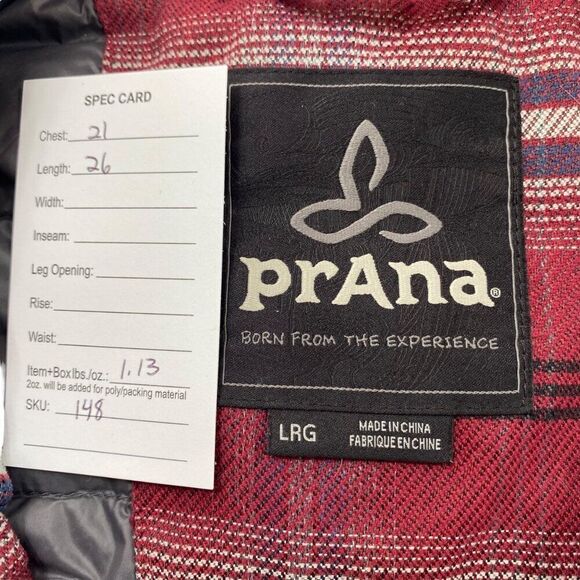 SPEC CARD
Chest: 21
Length: 26
Width:
Inseam:
Leg Opening:
Rise:
Waist:
Item+Box lbs./oz.: 1.13
2oz. will be added for poly/packing material
SKU: 148
prAna®
BORN FROM THE EXPERIENCE
LRG
MADE IN CHINA
FABRIQUE EN CHINE